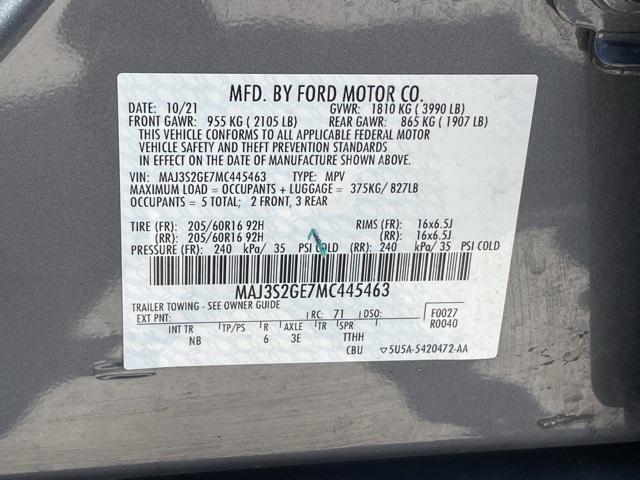 MFD. BY FORD MOTOR CO.
DATE: 10/21 GVWR: 1810 KG ( 3990 LB)
FRONT GAWR: 955 KG ( 2105 LB) REAR GAWR: 865 KG ( 1907 LB)
THIS VEHICLE CONFORMS TO ALL APPLICABLE FEDERAL MOTOR
VEHICLE SAFETY AND THEFT PREVENTION STANDARDS
IN EFFECT ON THE DATE OF MANUFACTURE SHOWN ABOVE.
VIN: MAJ3S2GE7MC445463 TYPE: MPV
MAXIMUM LOAD = OCCUPANTS + LUGGAGE = 375KG/ 827LB
OCCUPANTS = 5 TOTAL; 2 FRONT, 3 REAR
TIRE (FR): 205/60R16 92H RIMS (FR): 16x6.5J
(RR): 205/60R16 92H (RR): 16x6.5J
PRESSURE (FR): 240 kPa/ 35 PSI COLD (RR): 240 kPa/ 35 PSI COLD
MAJ3S2GE7MC445463
TRAILER TOWING - SEE OWNER GUIDE
EXT PNT: RC: 71 DSO: F0027
R0040
INT TR TP/PS R AXLE TR SPR
NB 6 3E TTHH
CBU ▽5U5A-5420472-AA